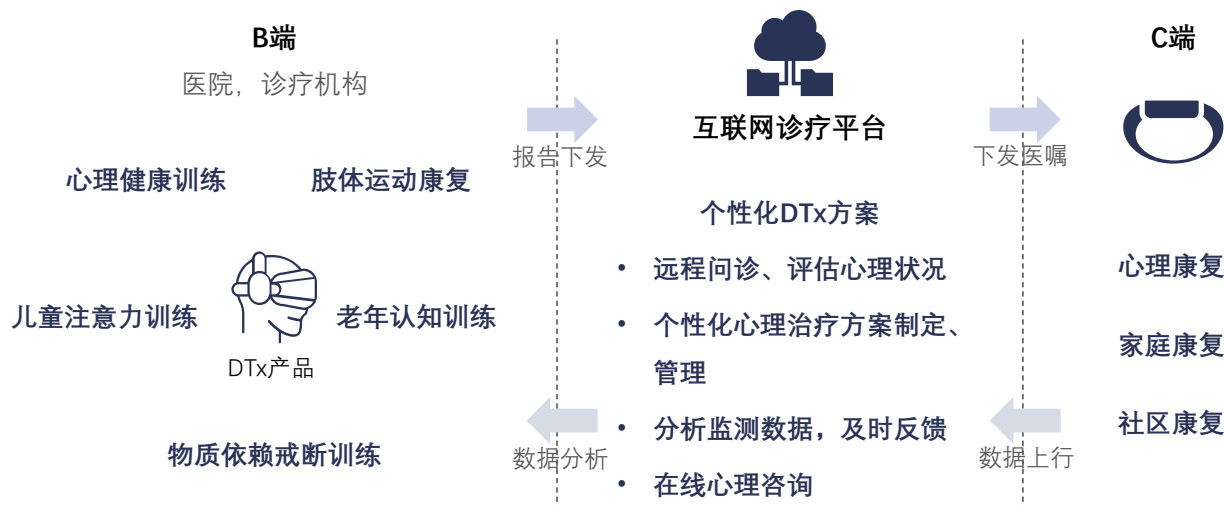 B端
医院，诊疗机构
心理健康训练
肢体运动康复
儿童注意力训练
老年认知训练
DTx产品
物质依赖戒断训练
报告下发
数据分析
互联网诊疗平台
个性化DTx方案
• 远程问诊、评估心理状况
• 个性化心理治疗方案制定、
管理
• 分析监测数据，及时反馈
• 在线心理咨询
下发医嘱
数据上行
C端
心理康复
家庭康复
社区康复